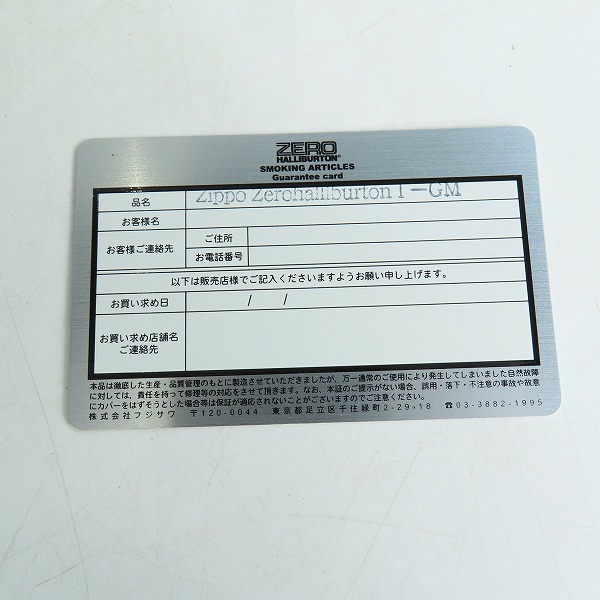 ZERO
HALLIBURTON®
SMOKING ARTICLES
Guarantee card
品名 Zippo Zerohalliburton I－GM
お客様名
お客様ご連絡先 ご住所
お電話番号
以下は販売店様でご記入くださいますようお願い申し上げます。
お買い求め日 / /
お買い求め店舗名
ご連絡先
本品は徹底した生産・品質管理のもとに製造させていただきましたが、万一通常のご使用により発生してしまいました自然故障
に対しては、責任を持って修理等の対応をさせて頂きます。なお、本証のご提示がない場合、誤用・落下・不注意の事故や故意
にカバーをはずそうとした場合等は保証が適応されないことがございますのでご注意ください。
株式会社フジサワ 〒120-0044 東京都足立区千住緑町2-29-18 ☎03-3882-1995